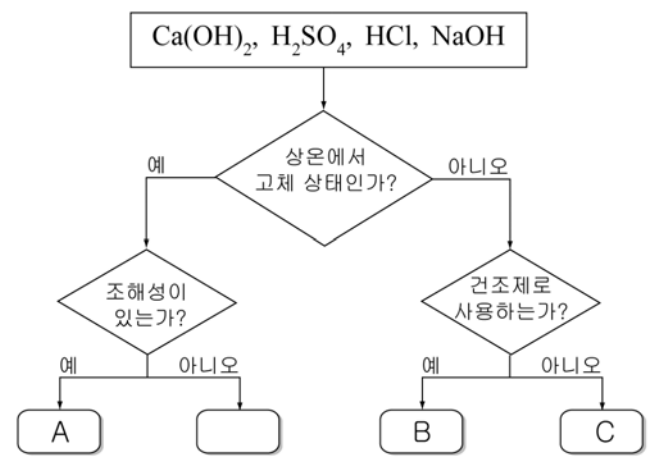 Ca(OH)₂, H₂SO₄, HCl, NaOH
상온에서
고체 상태인가?
예
아니오
조해성이
있는가?
건조제로
사용하는가?
예
아니오
예
아니오
A
B
C